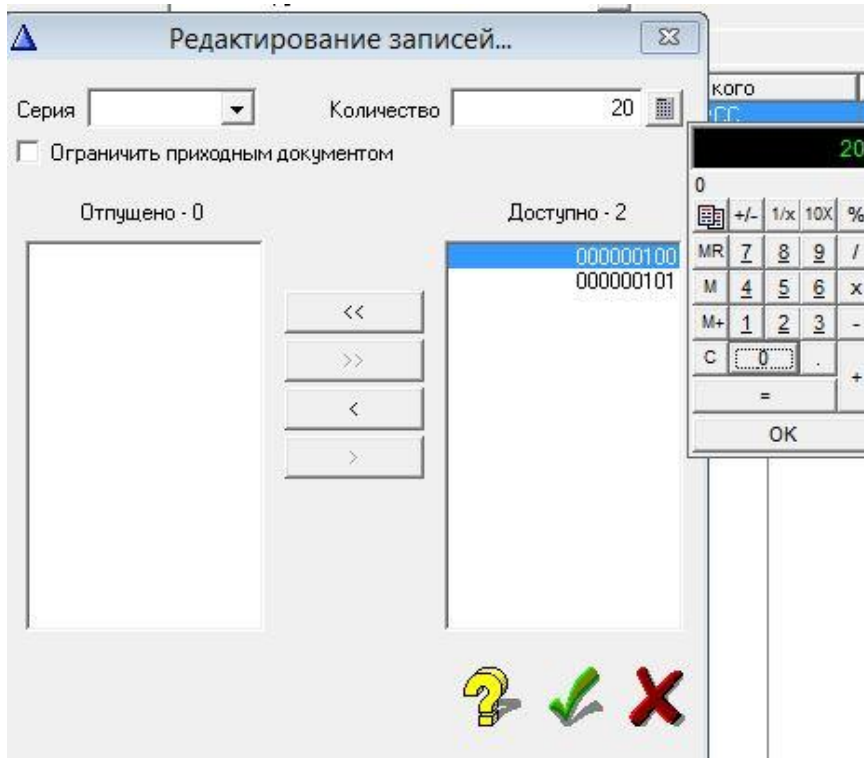 Редактирование записей...
Серия
Количество 20
Ограничить приходным документом
Отпущено - 0
Доступно - 2
000000100
000000101
<<
>>
<
>
кого
20
0
+/- 1/x 10X %
MR 7 8 9 /
M 4 5 6 x
M+ 1 2 3 -
C 0 . +
=
OK